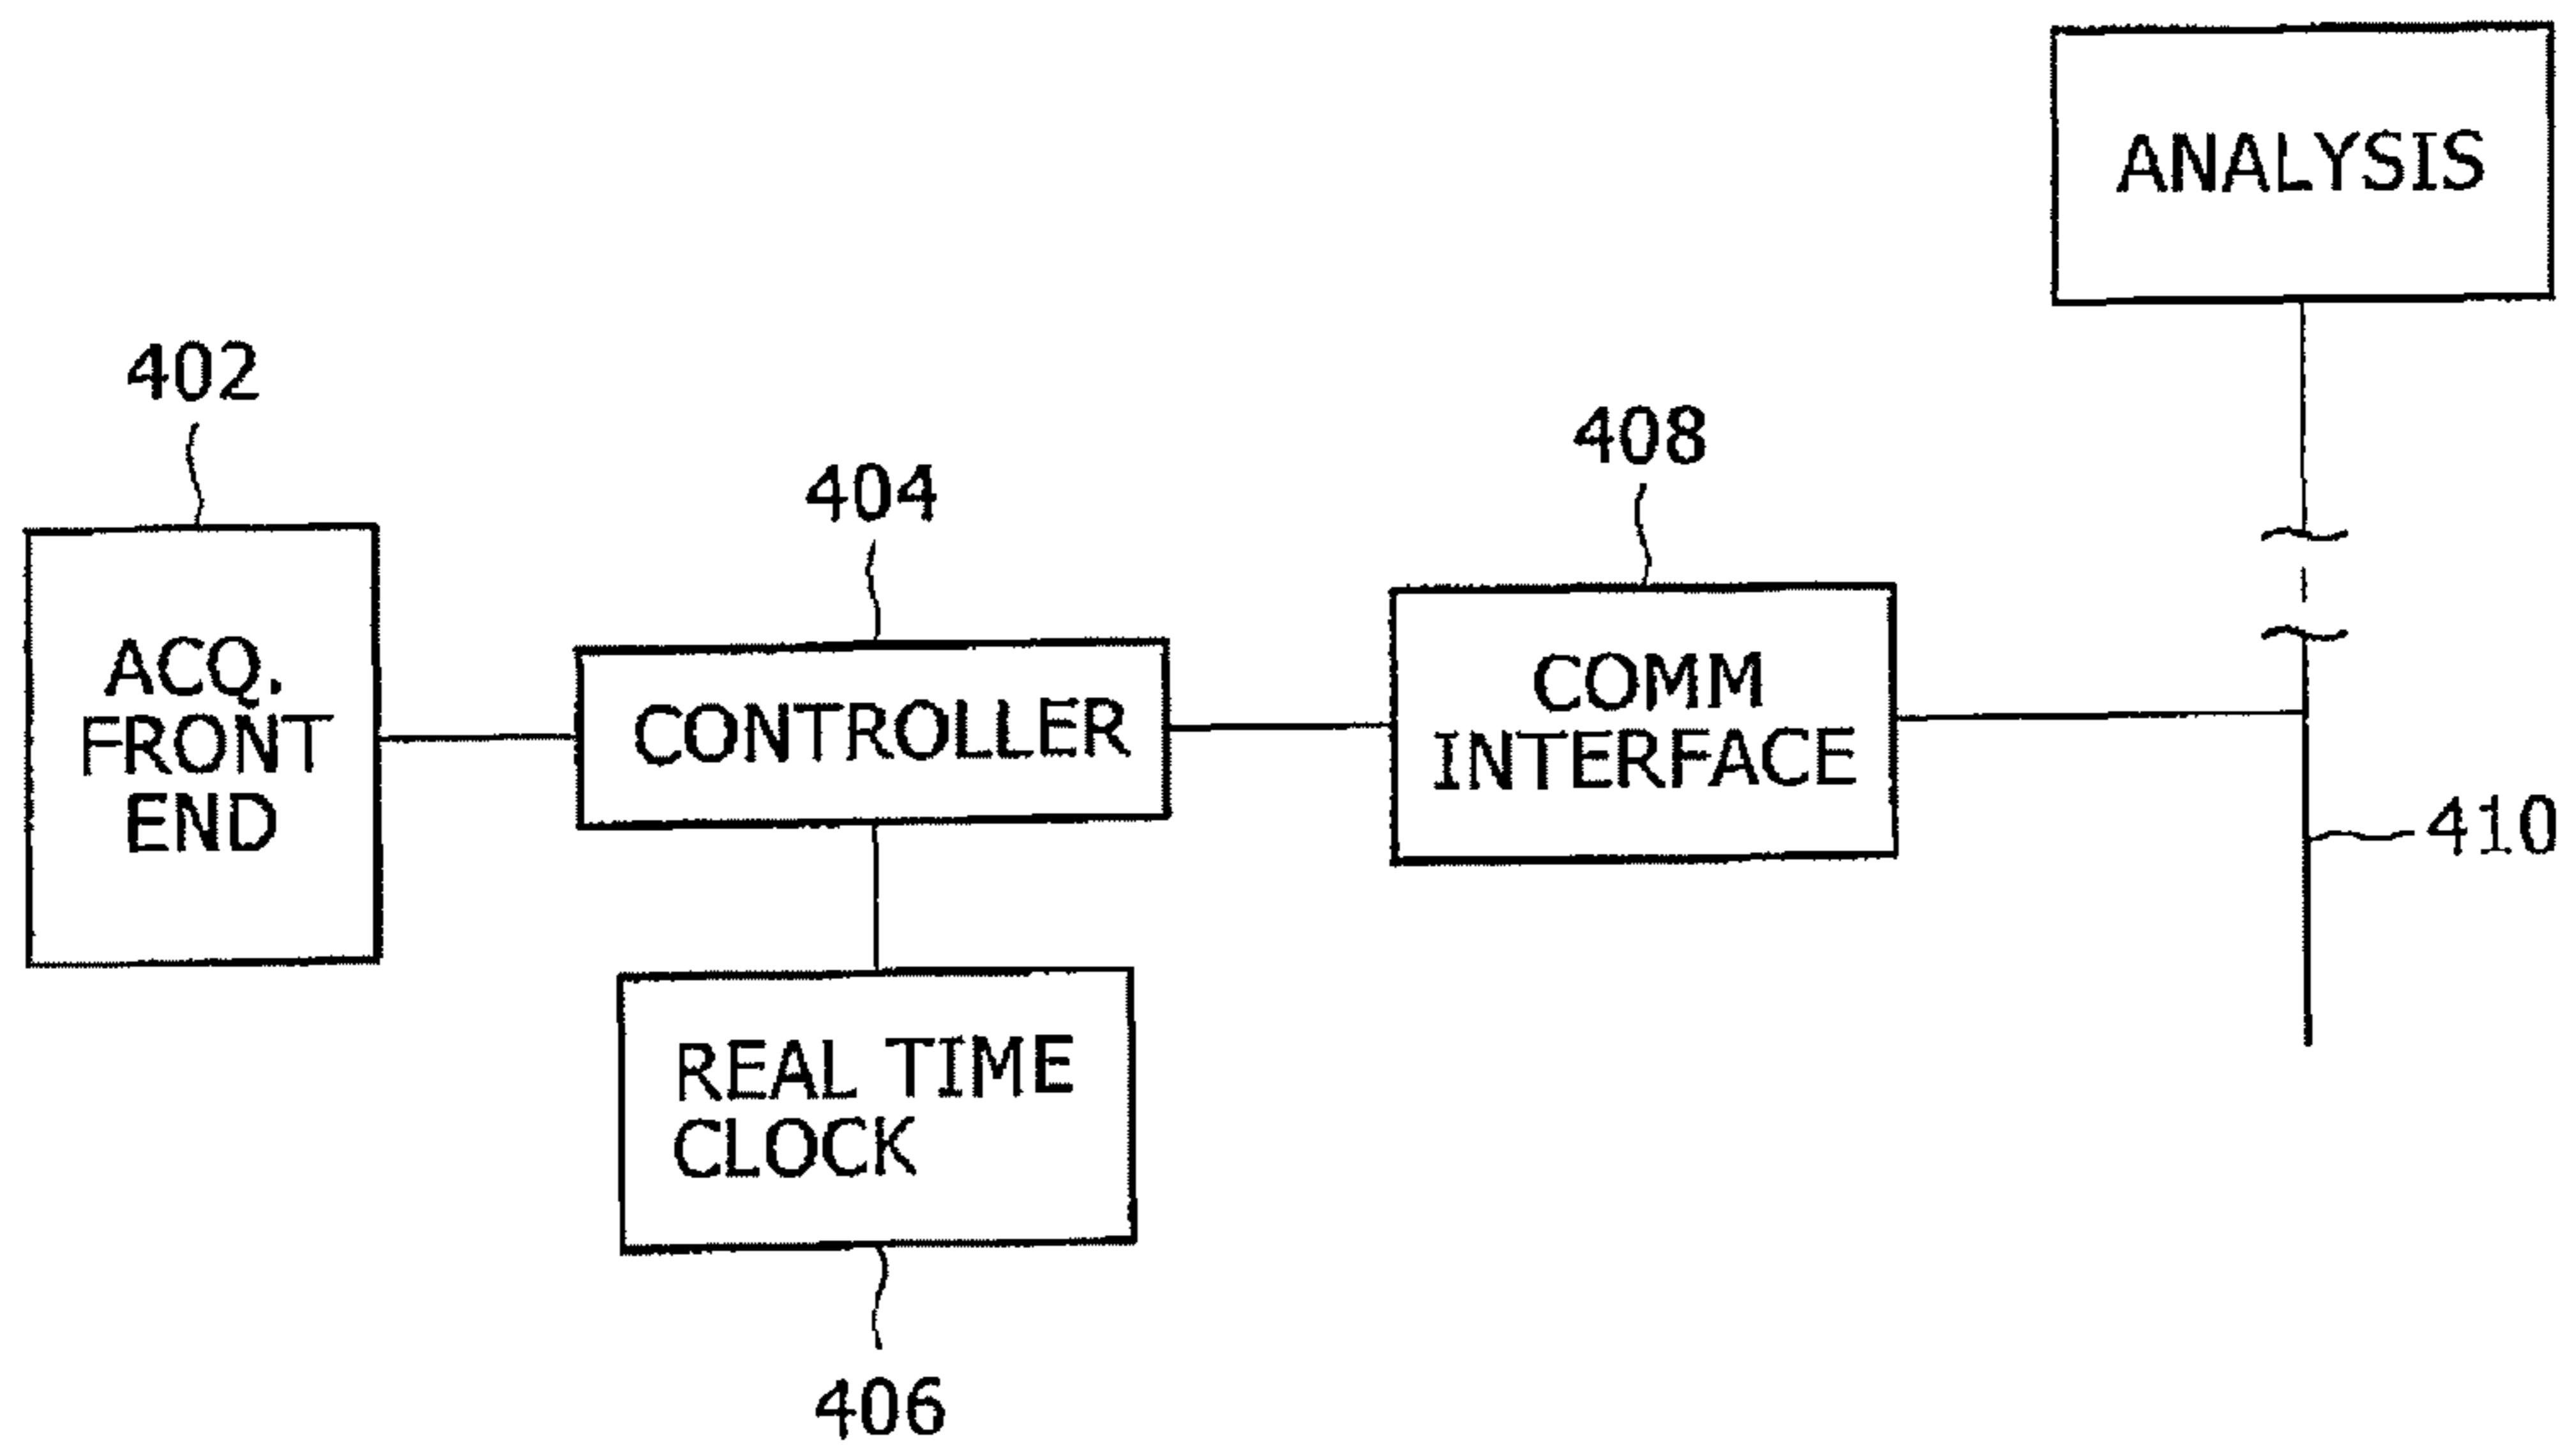 ANALYSIS
402
ACQ.
FRONT
END
404
CONTROLLER
408
COMM
INTERFACE
410
REAL TIME
CLOCK
406